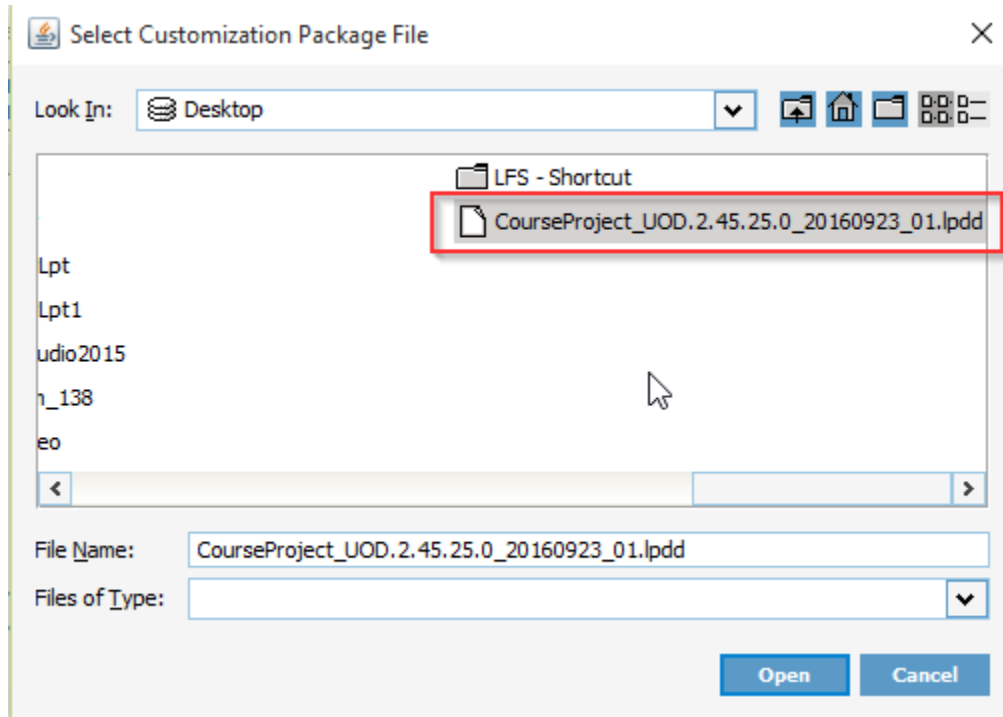 Select Customization Package File
Look In: Desktop
LFS - Shortcut
CourseProject_UOD.2.45.25.0_20160923_01.lpdd
Lpt
Lpt1
udio2015
n_138
eo
File Name: CourseProject_UOD.2.45.25.0_20160923_01.lpdd
Files of Type:
Open Cancel